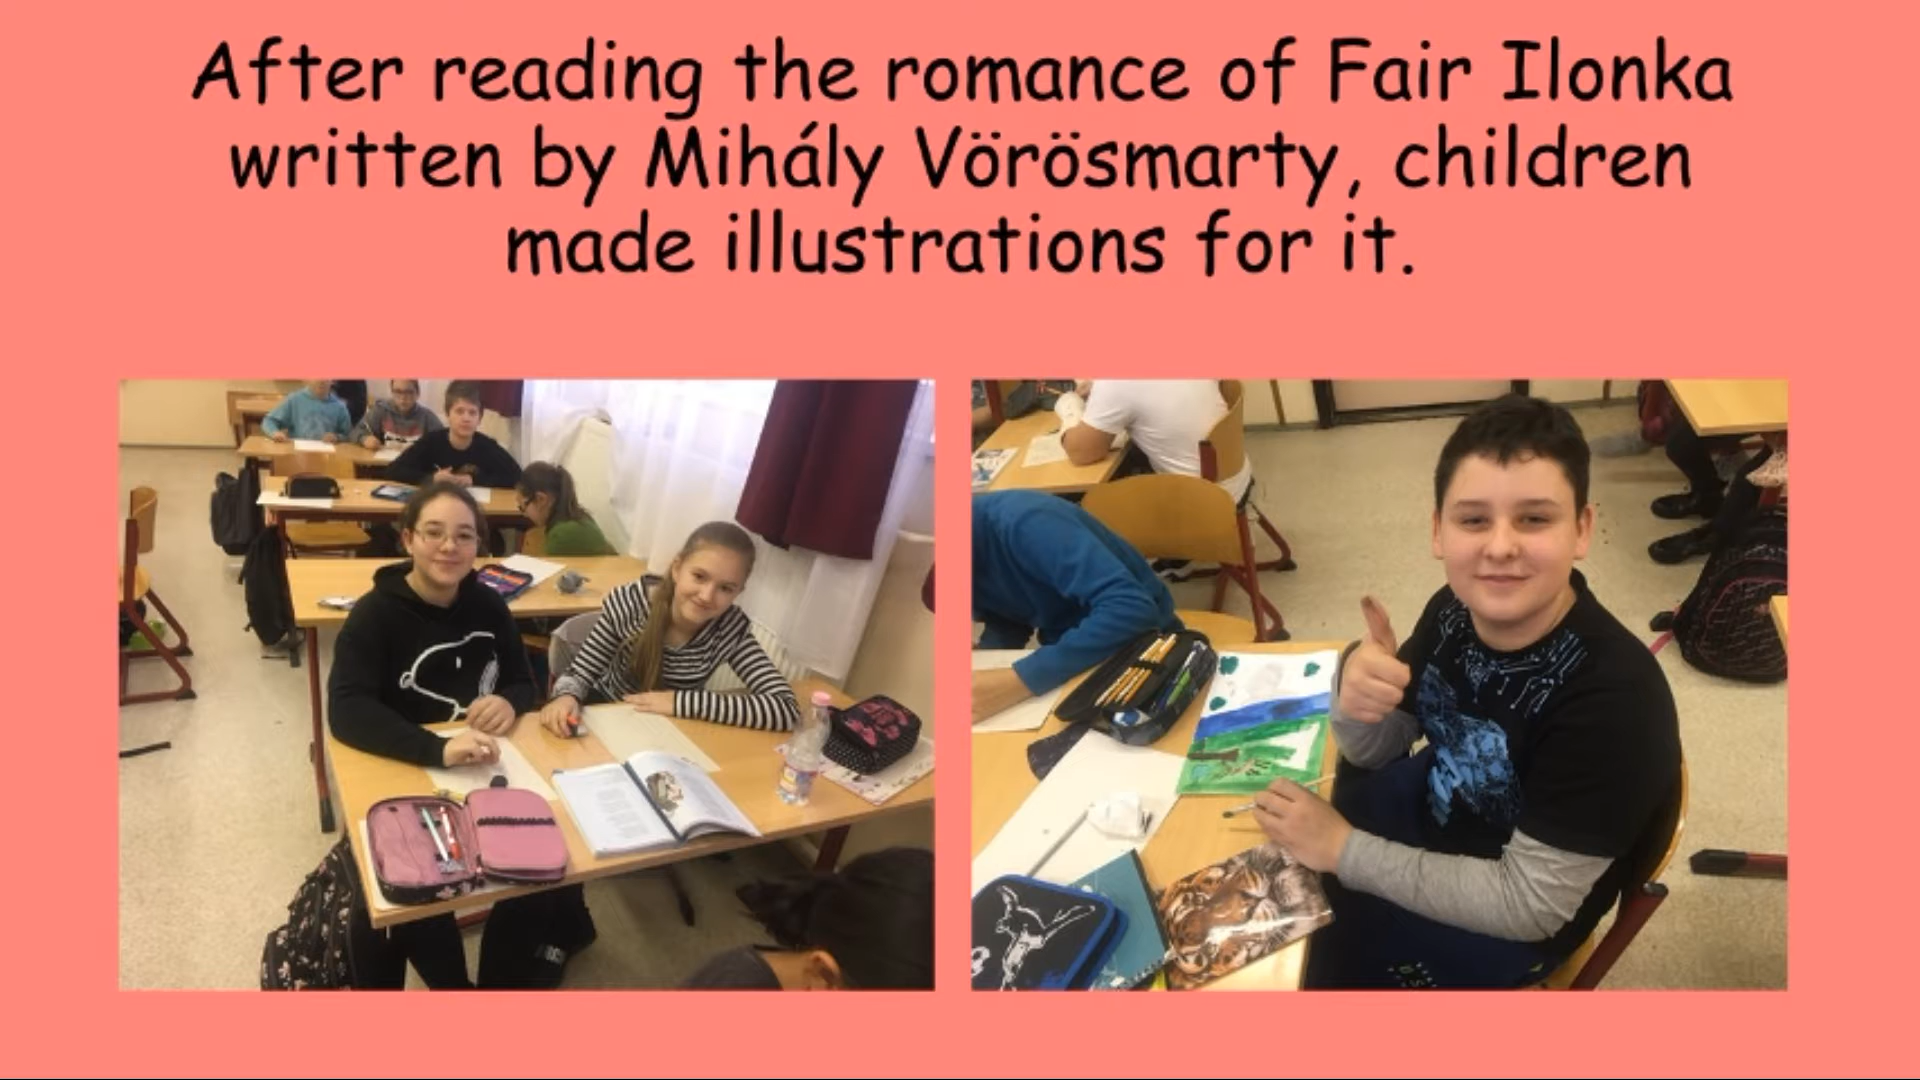 After reading the romance of Fair Ilonka
written by Mihály Vörösmarty, children
made illustrations for it.